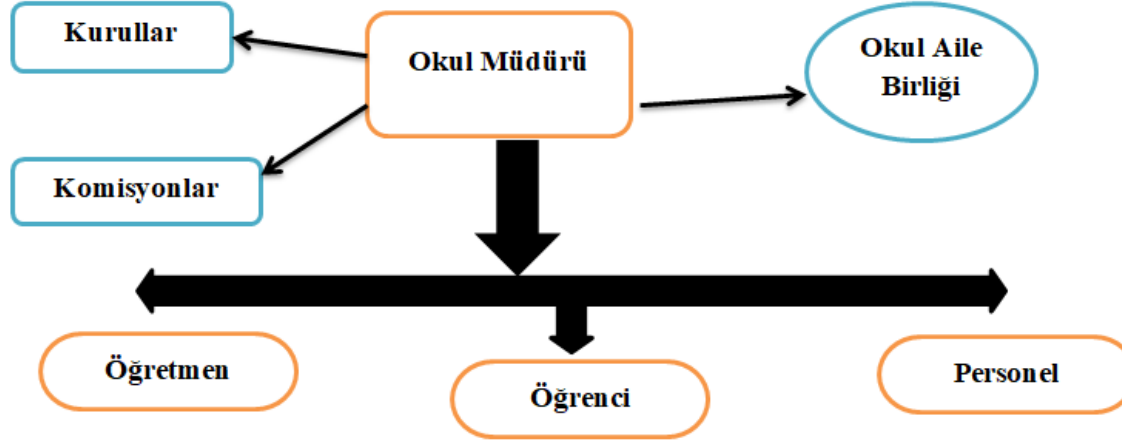 Kurullar
Okul Müdürü
Okul Aile
Birliği
Komisyonlar
Öğretmen
Öğrenci
Personel